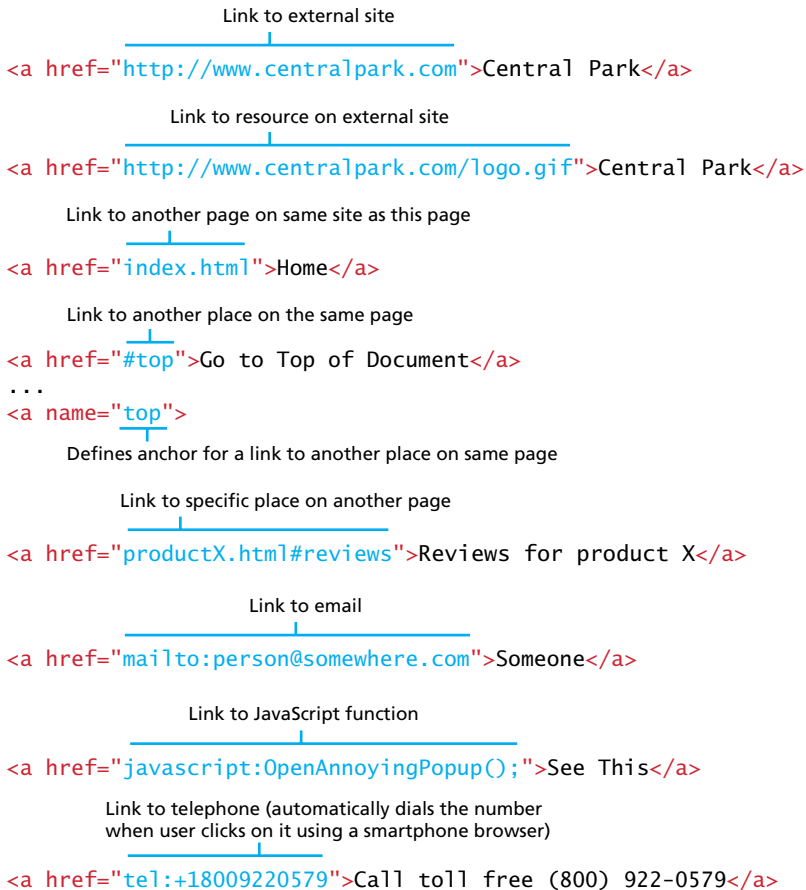 Link to external site
<a href="http://www.centralpark.com">Central Park</a>
Link to resource on external site
<a href="http://www.centralpark.com/logo.gif">Central Park</a>
Link to another page on same site as this page
<a href="index.html">Home</a>
Link to another place on the same page
<a href="#top">Go to Top of Document</a>
...
<a name="top">
Defines anchor for a link to another place on same page
Link to specific place on another page
<a href="productX.html#reviews">Reviews for product X</a>
Link to email
<a href="mailto:person@somewhere.com">Someone</a>
Link to JavaScript function
<a href="javascript:OpenAnnoyingPopup();">See This</a>
Link to telephone (automatically dials the number
when user clicks on it using a smartphone browser)
<a href="tel:+18009220579">Call toll free (800) 922-0579</a>